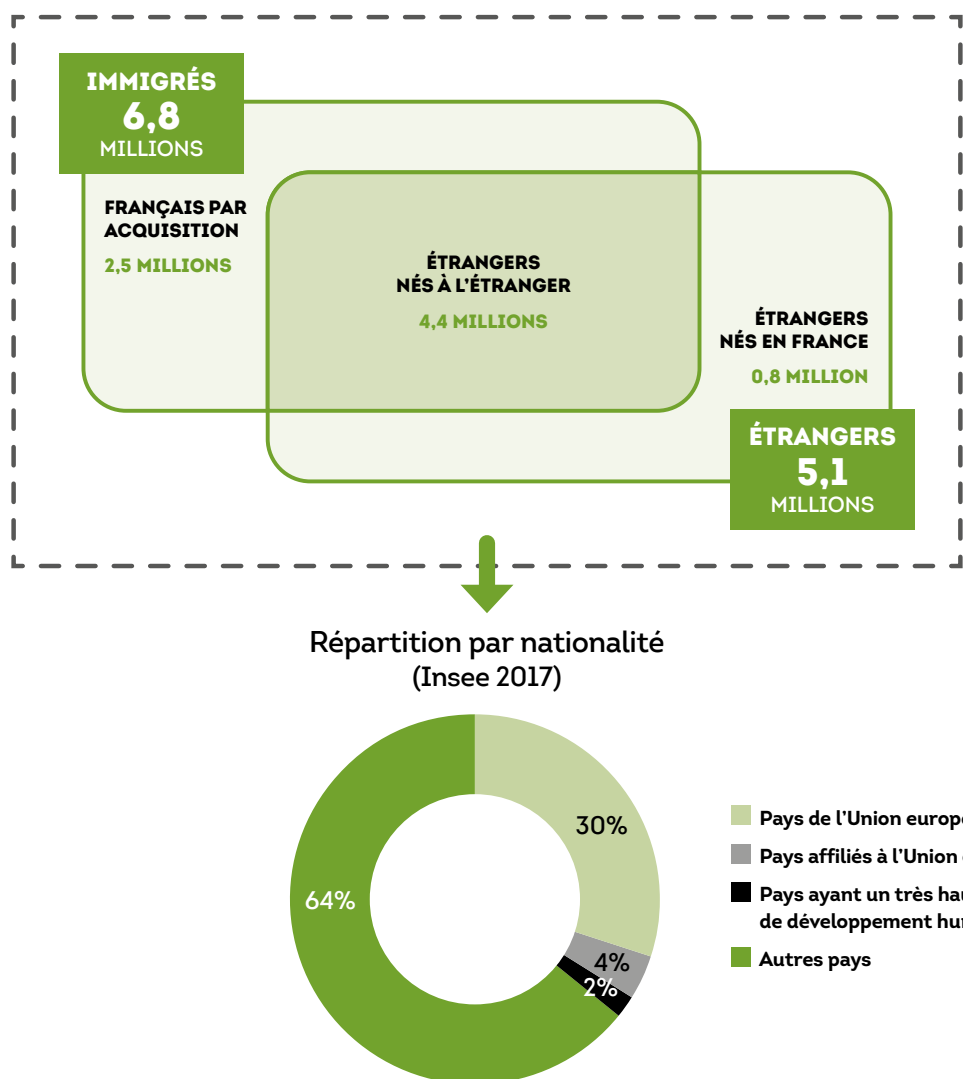 IMMIGRÉS
6,8
MILLIONS
FRANÇAIS PAR
ACQUISITION
2,5 MILLIONS
ÉTRANGERS
NÉS À L'ÉTRANGER
4,4 MILLIONS
ÉTRANGERS
NÉS EN FRANCE
0,8 MILLION
ÉTRANGERS
5,1
MILLIONS
Répartition par nationalité
(Insee 2017)
30%
64%
4%
2%
Pays de l'Union
Pays affiliés à l'Union
Pays ayant un très
de développement
Autres pays